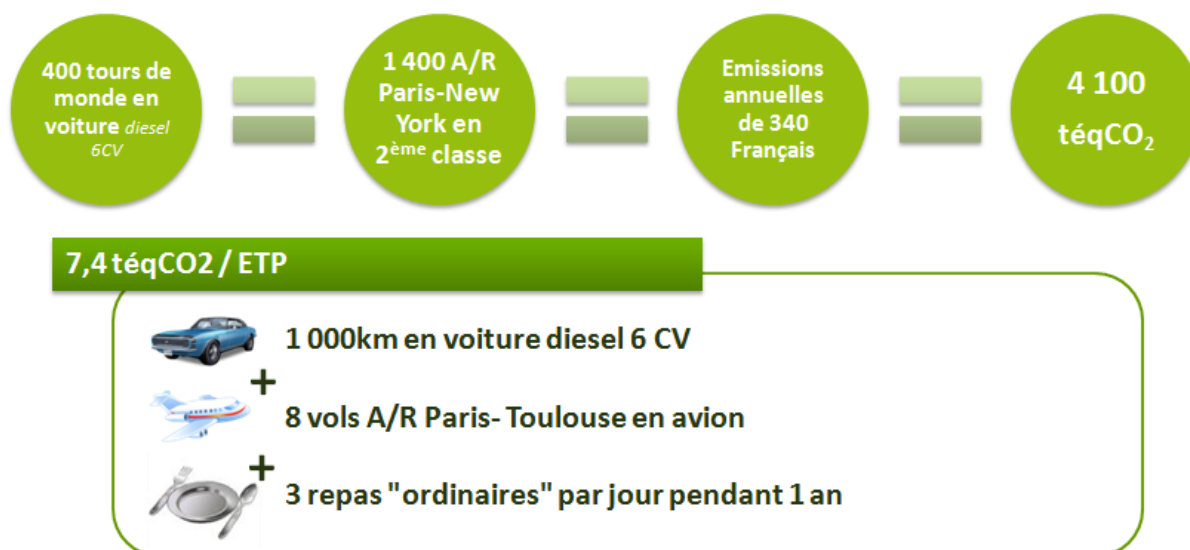 400 tours de
monde en
voiture diesel
6CV
1 400 A/R
Paris-New
York en
2ème classe
Emissions
annuelles
de 340
Français
4 100
téqCO2
7,4 téqCO2 / ETP
1 000km en voiture diesel 6 CV
+
8 vols A/R Paris- Toulouse en avion
+
3 repas "ordinaires" par jour pendant 1 an